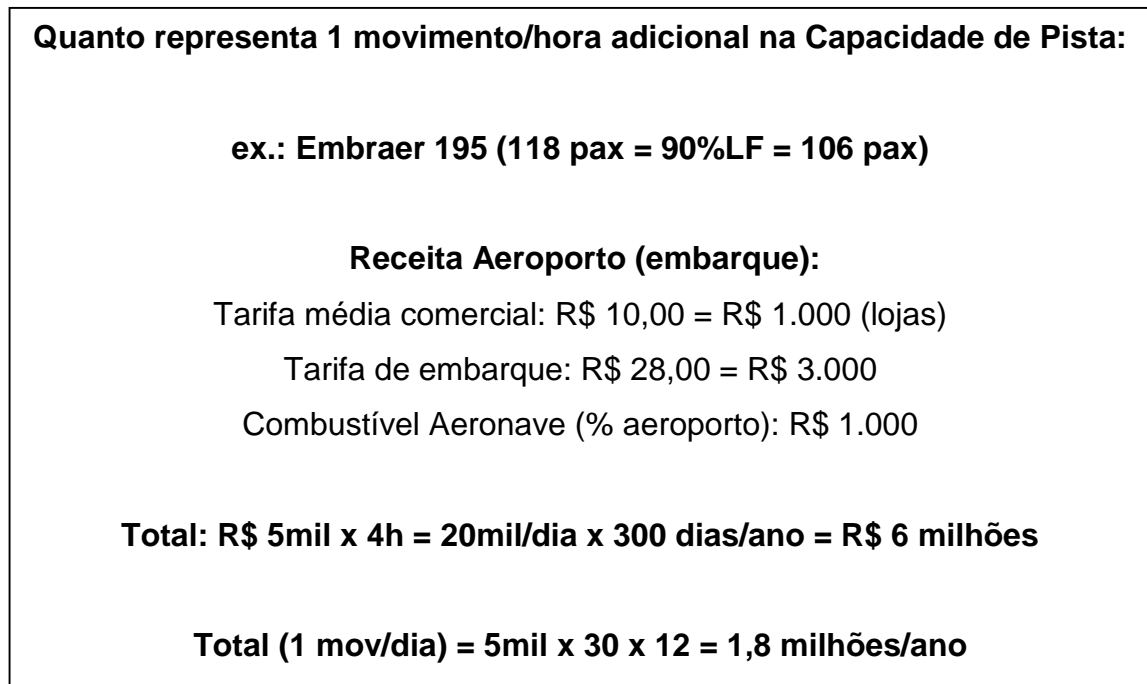 Quanto representa 1 movimento/hora adicional na Capacidade de Pista:
ex.: Embraer 195 (118 pax = 90%LF = 106 pax)
Receita Aeroporto (embarque):
Tarifa média comercial: R$ 10,00 = R$ 1.000 (lojas)
Tarifa de embarque: R$ 28,00 = R$ 3.000
Combustível Aeronave (% aeroporto): R$ 1.000
Total: R$ 5mil x 4h = 20mil/dia x 300 dias/ano = R$ 6 milhões
Total (1 mov/dia) = 5mil x 30 x 12 = 1,8 milhões/ano